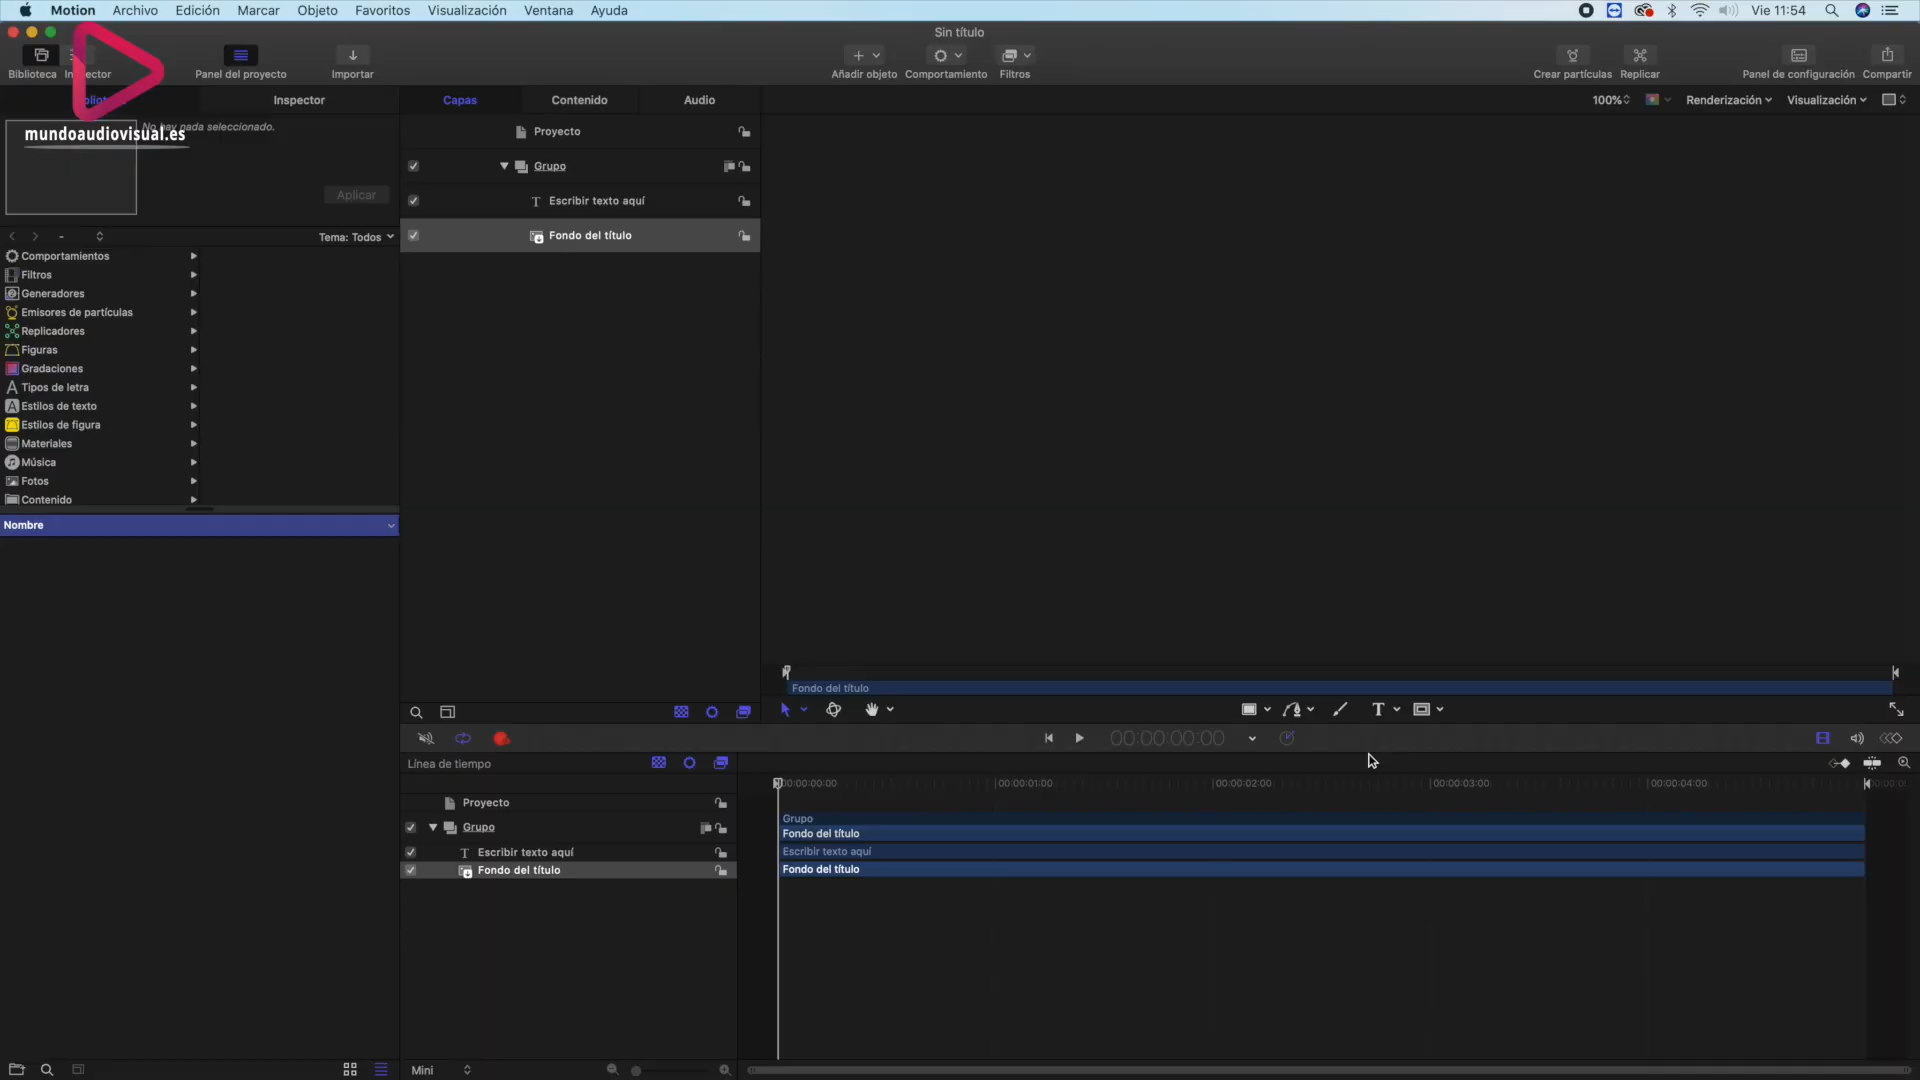 Motion Archivo Edición Marcar Objeto Favoritos Visualización Ventana Ayuda Vie 11:54
Sin título
Biblioteca Inspector Panel del proyecto Importar Añadir objeto Comportamiento Filtros Crear partículas Replicar Panel de configuración Compartir
Inspector Capas Contenido Audio 100% Renderización Visualización
No hay nada seleccionado.
mundoaudiovisual.es
Aplicar
- Tema: Todos
Comportamientos
Filtros
Generadores
Emisores de partículas
Replicadores
Figuras
Gradaciones
Tipos de letra
Estilos de texto
Estilos de figura
Materiales
Música
Fotos
Contenido
Nombre
Proyecto
Grupo
Escribir texto aquí
Fondo del título
Fondo del título
00:00:00:00
Línea de tiempo
00:00:00:00 00:00:01:00 00:00:02:00 00:00:03:00 00:00:04:00
Proyecto
Grupo
Escribir texto aquí
Fondo del título
Grupo
Fondo del título
Escribir texto aquí
Fondo del título
Mini